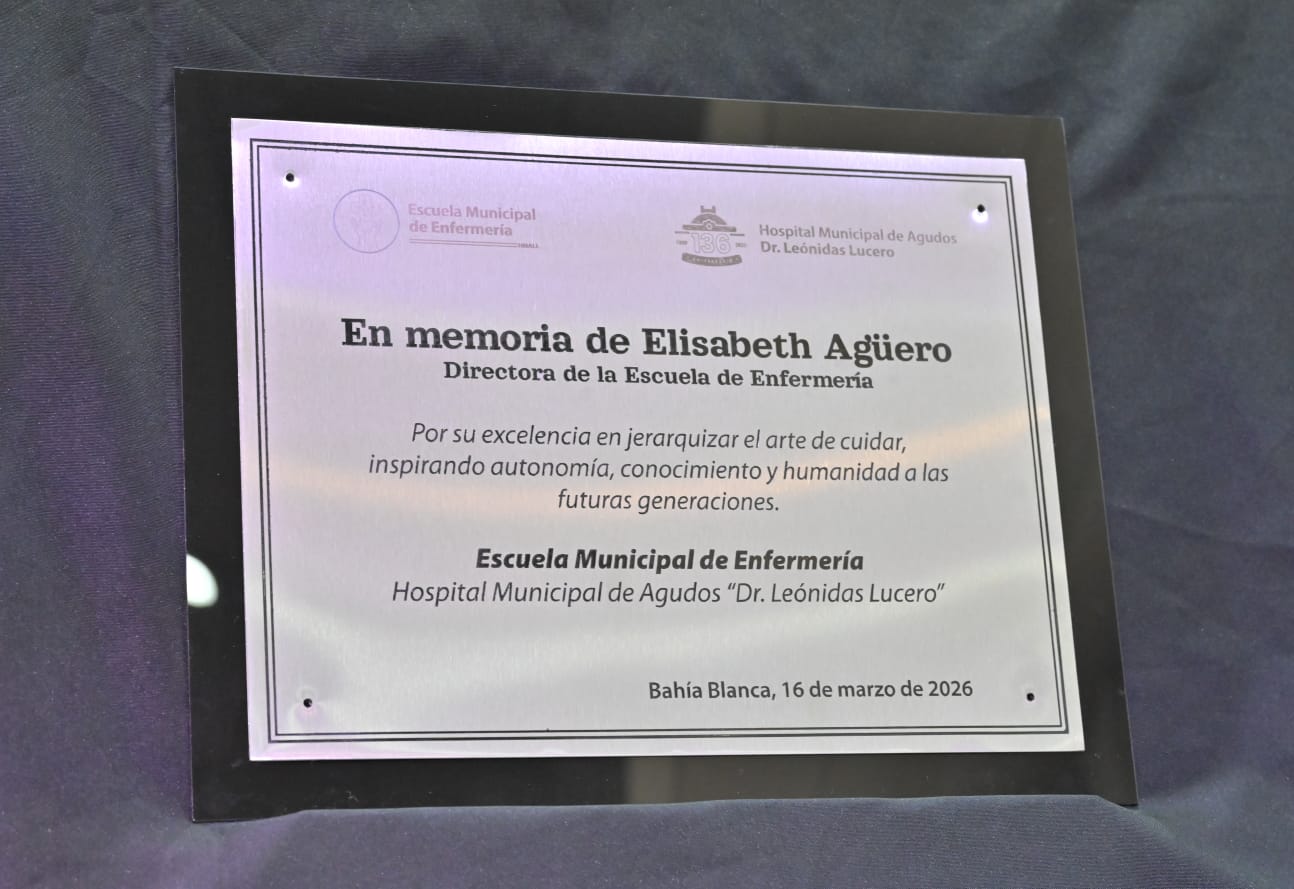 Escuela Municipal
de Enfermería
HMALL
136
Hospital Municipal de Agudos
Dr. Leónidas Lucero
En memoria de Elisabeth Agüero
Directora de la Escuela de Enfermería
Por su excelencia en jerarquizar el arte de cuidar,
inspirando autonomía, conocimiento y humanidad a las
futuras generaciones.
Escuela Municipal de Enfermería
Hospital Municipal de Agudos “Dr. Leónidas Lucero”
Bahía Blanca, 16 de marzo de 2026